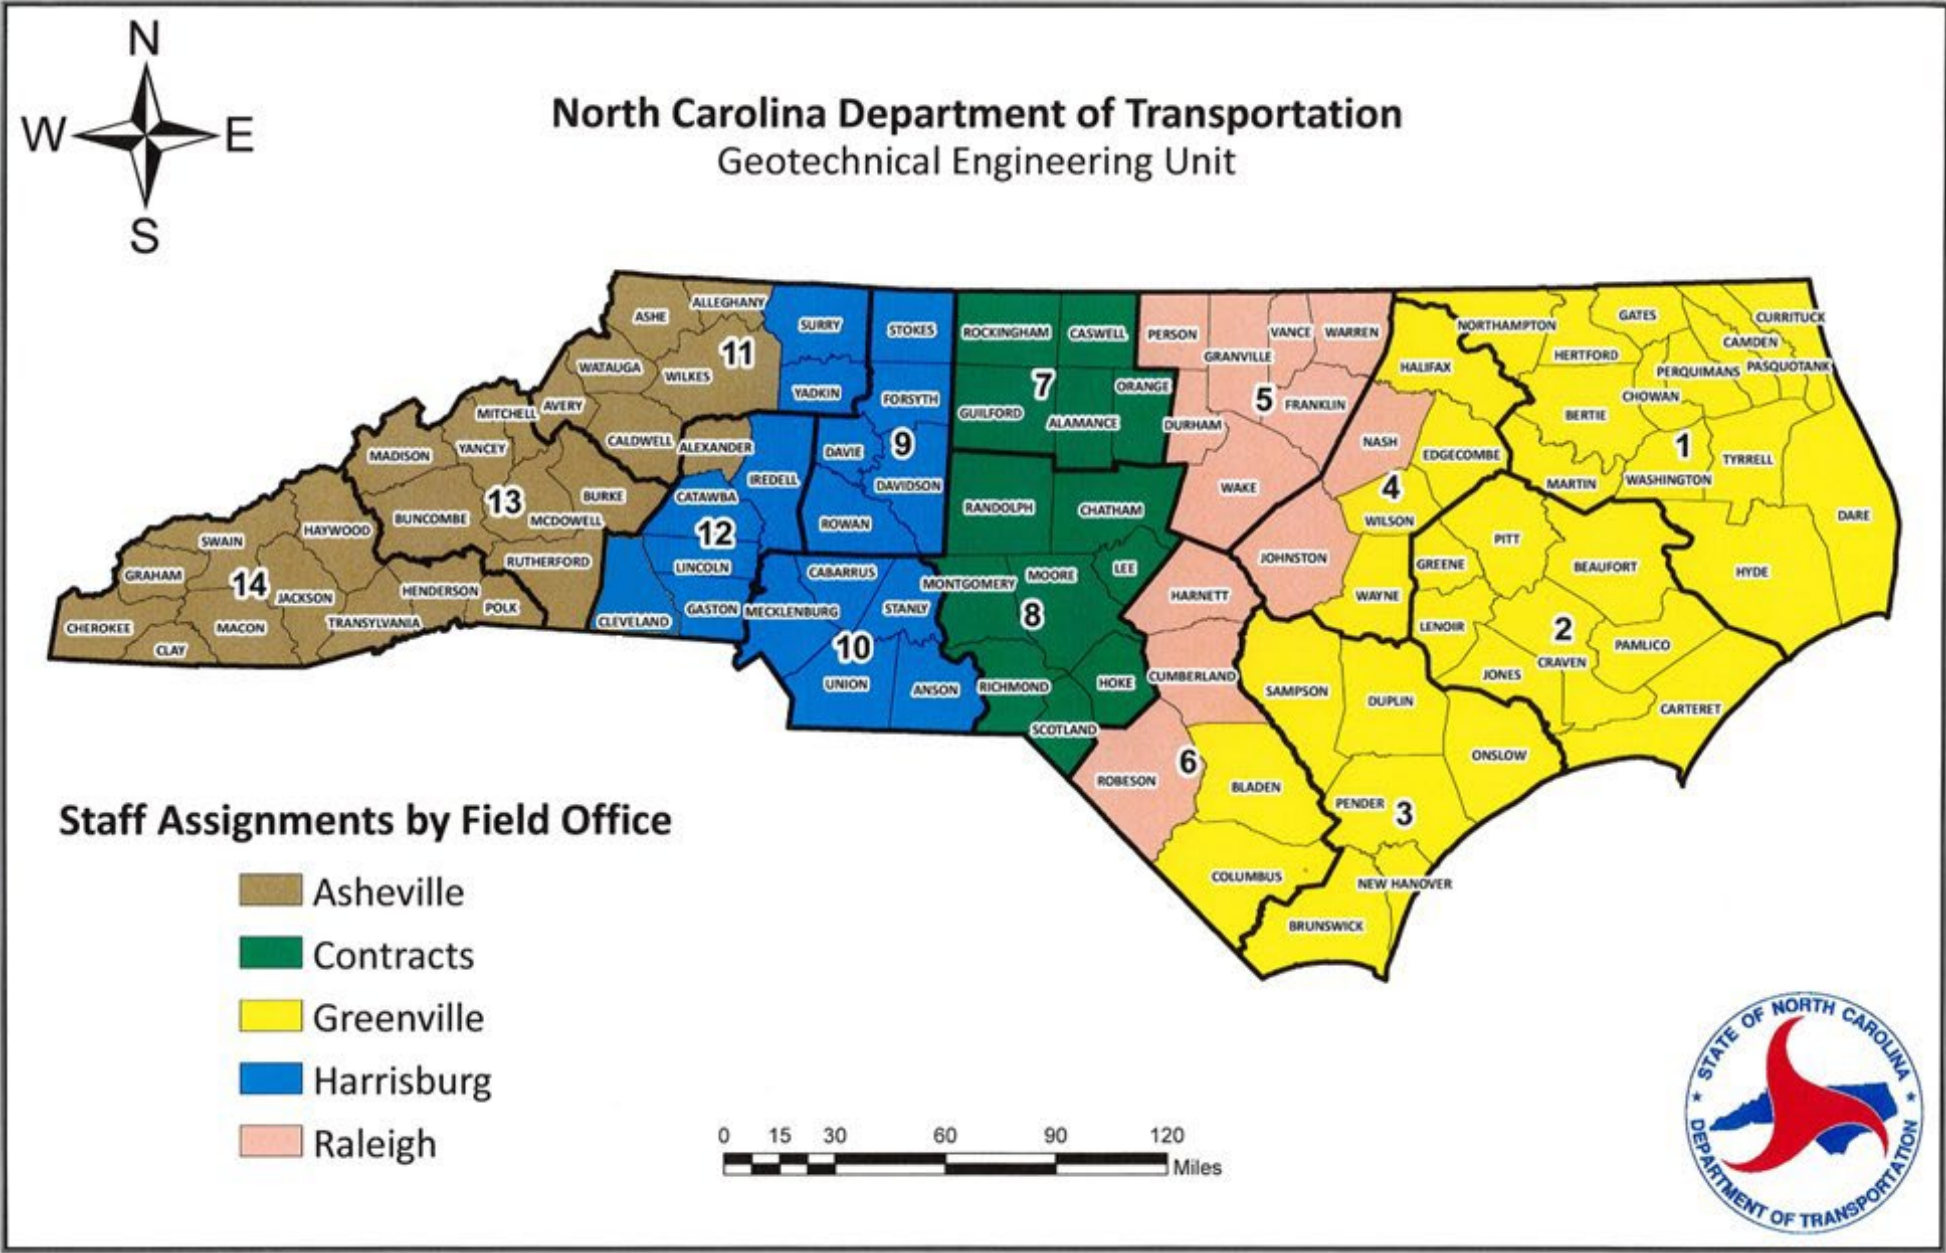 N
W E
S
North Carolina Department of Transportation
Geotechnical Engineering Unit
ASHE
ALLEGHANY
SURRY
STOKES
ROCKINGHAM
CASWELL
PERSON
GRANVILLE
VANCE
WARREN
HALIFAX
NORTHAMPTON
GATES
HERTFORD
CURRITUCK
CAMDEN
PASQUOTANK
PERQUIMANS
CHOWAN
BERTIE
WATAUGA
WILKES
11
YADKIN
FORSYTH
GUILFORD
7
ALAMANCE
ORANGE
DURHAM
5
FRANKLIN
NASH
EDGECOMBE
MARTIN
WASHINGTON
1
TYRRELL
DARE
MITCHELL
AVERY
CALDWELL
ALEXANDER
IREDELL
DAVIE
9
DAVIDSON
RANDOLPH
CHATHAM
WAKE
4
WILSON
PITT
BEAUFORT
HYDE
MADISON
YANCEY
13
BURKE
MCDOWELL
BUNCOMBE
CATAWBA
12
LINCOLN
ROWAN
HAYWOOD
SWAIN
GRAHAM
14
JACKSON
HENDERSON
RUTHERFORD
POLK
TRANSYLVANIA
MACON
CLAY
CHEROKEE
CLEVELAND
GASTON
MECKLENBURG
CABARRUS
STANLY
10
UNION
ANSON
MONTGOMERY
MOORE
LEE
8
RICHMOND
HOKE
SCOTLAND
HARNETT
JOHNSTON
WAYNE
GREENE
LENOIR
2
CRAVEN
PAMLICO
JONES
CARTERET
CUMBERLAND
SAMPSON
DUPLIN
ONSLOW
ROBESON
6
BLADEN
PENDER
3
COLUMBUS
NEW HANOVER
BRUNSWICK
Staff Assignments by Field Office
Asheville
Contracts
Greenville
Harrisburg
Raleigh
0 15 30 60 90 120
Miles
STATE OF NORTH CAROLINA
DEPARTMENT OF TRANSPORTATION